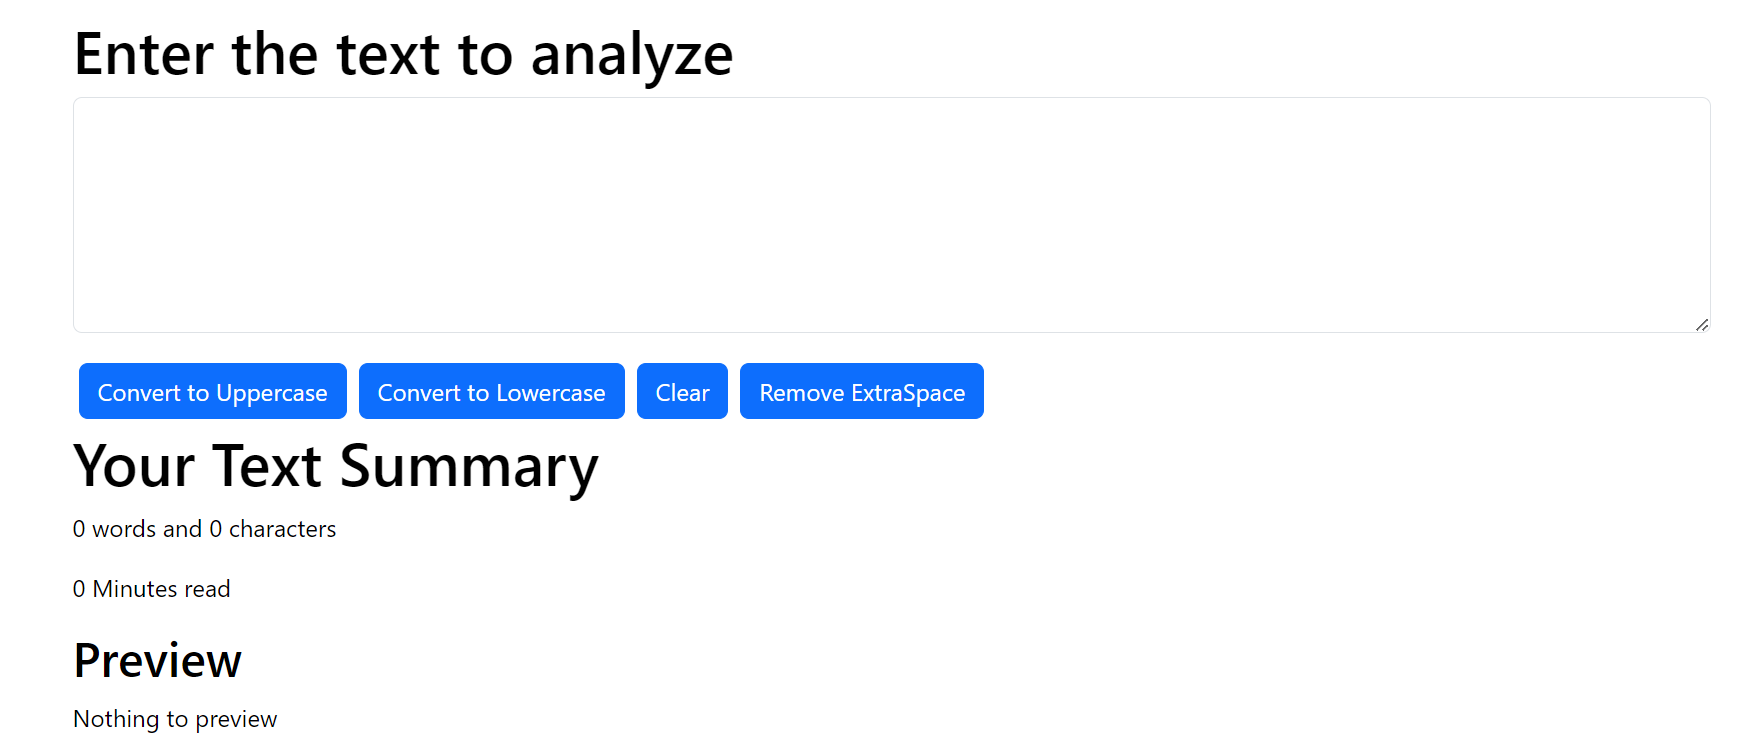 Enter the text to analyze
Convert to Uppercase Convert to Lowercase Clear Remove ExtraSpace
Your Text Summary
0 words and 0 characters
0 Minutes read
Preview
Nothing to preview